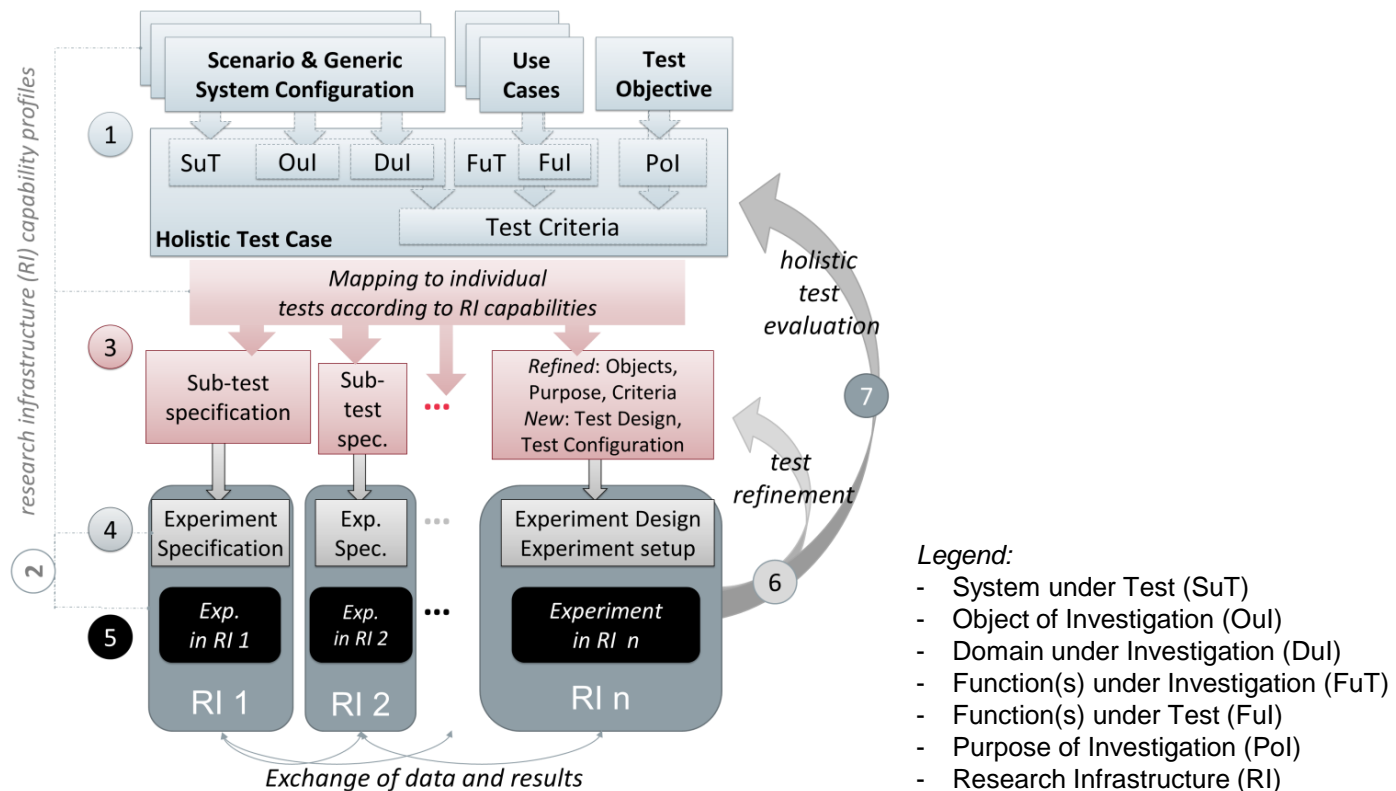 Scenario & Generic
System Configuration
Use
Cases
Test
Objective
1
SuT
OuI
DuI
FuT
FuI
PoI
Test Criteria
Holistic Test Case
research infrastructure (RI) capability profiles
2
Mapping to individual
tests according to RI capabilities
holistic
test
evaluation
3
Sub-test
specification
Sub-
test
spec.
...
Refined: Objects,
Purpose, Criteria
New: Test Design,
Test Configuration
7
test
refinement
4
Experiment
Specification
Exp.
Spec.
...
Experiment Design
Experiment setup
6
5
Exp.
in RI 1
Exp.
in RI 2
...
Experiment
in RI n
RI 1
RI 2
RI n
Exchange of data and results
Legend:
- System under Test (SuT)
- Object of Investigation (OuI)
- Domain under Investigation (DuI)
- Function(s) under Investigation (FuT)
- Function(s) under Test (FuI)
- Purpose of Investigation (PoI)
- Research Infrastructure (RI)